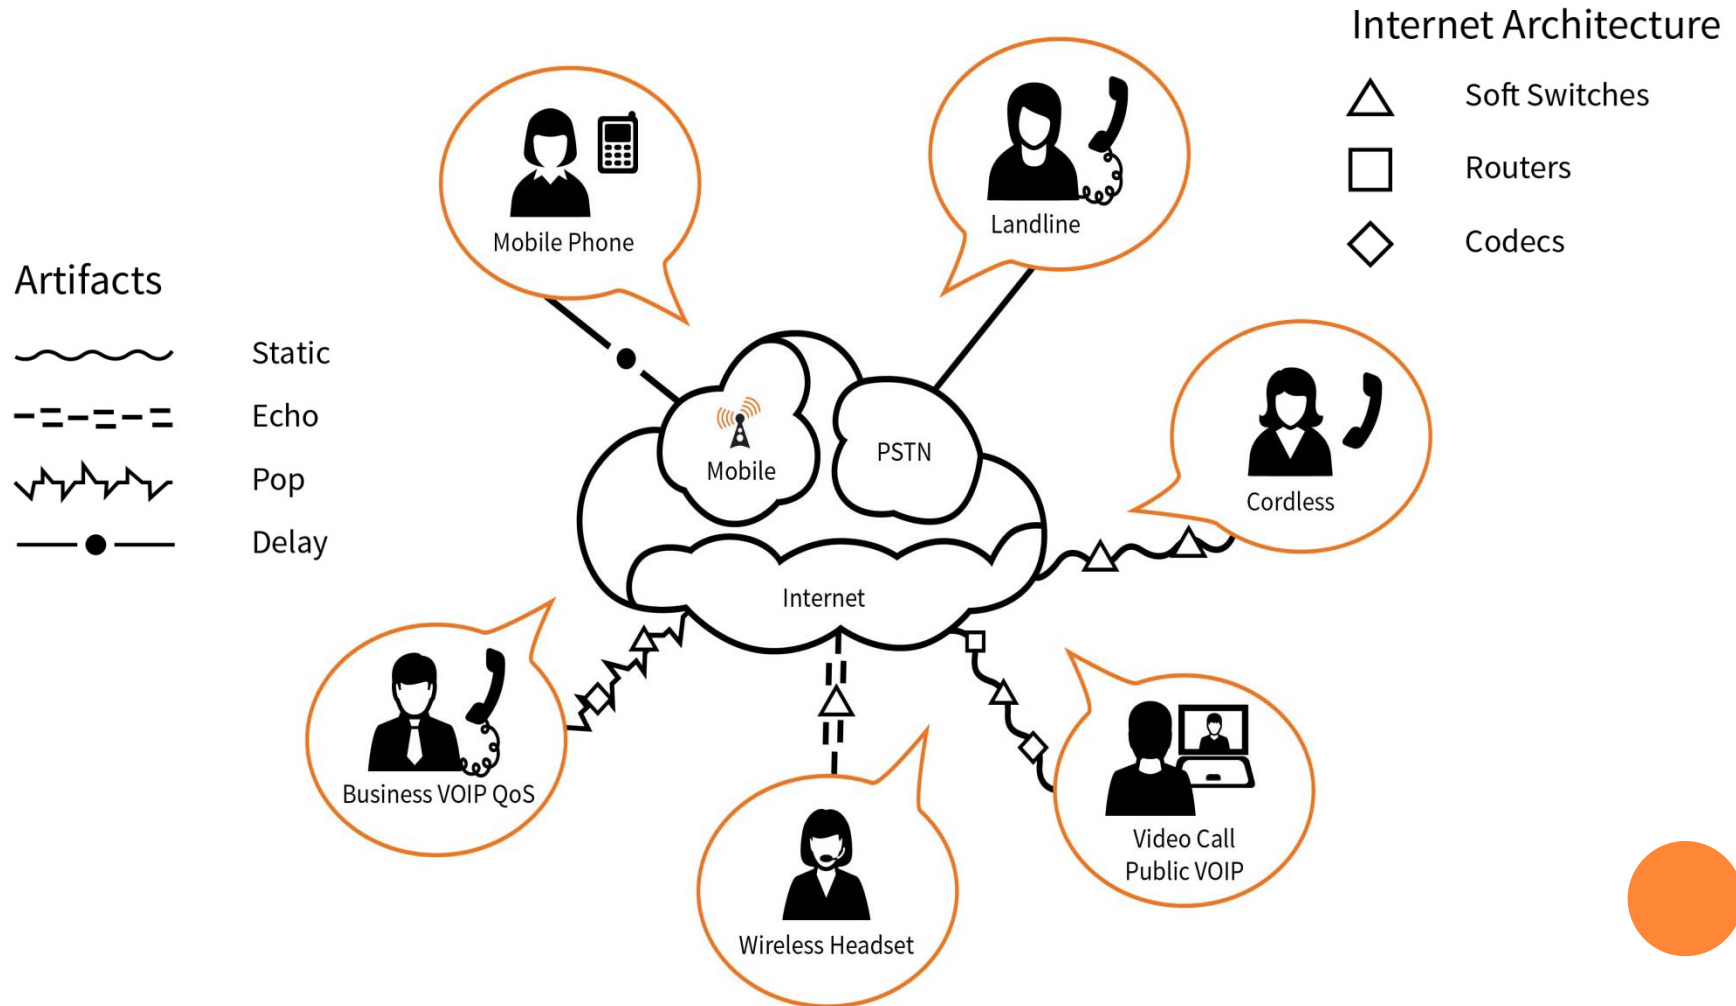 Internet Architecture
Soft Switches
Routers
Codecs
Mobile Phone
Landline
Artifacts
Static
Echo
Pop
Delay
Mobile
PSTN
Cordless
Internet
Business VOIP QoS
Video Call
Public VOIP
Wireless Headset